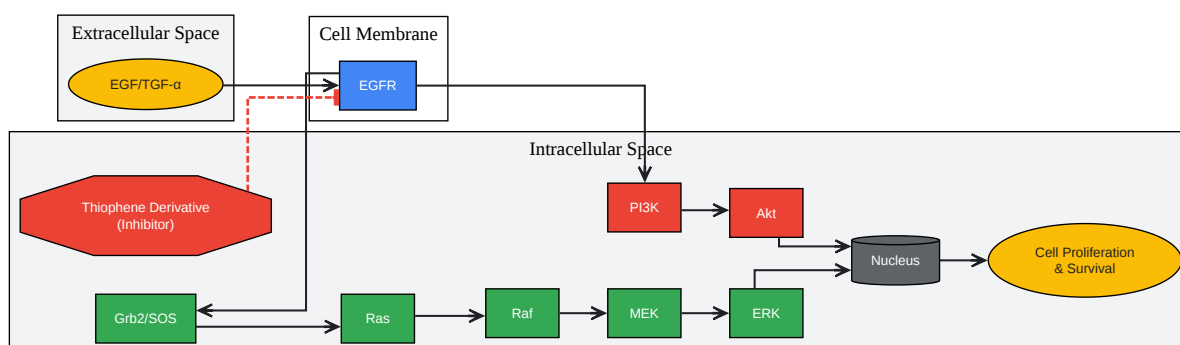 Extracellular Space
Cell Membrane
EGF/TGF-α
EGFR
Intracellular Space
Thiophene Derivative
(Inhibitor)
PI3K
Akt
Nucleus
Cell Proliferation
& Survival
Grb2/SOS
Ras
Raf
MEK
ERK